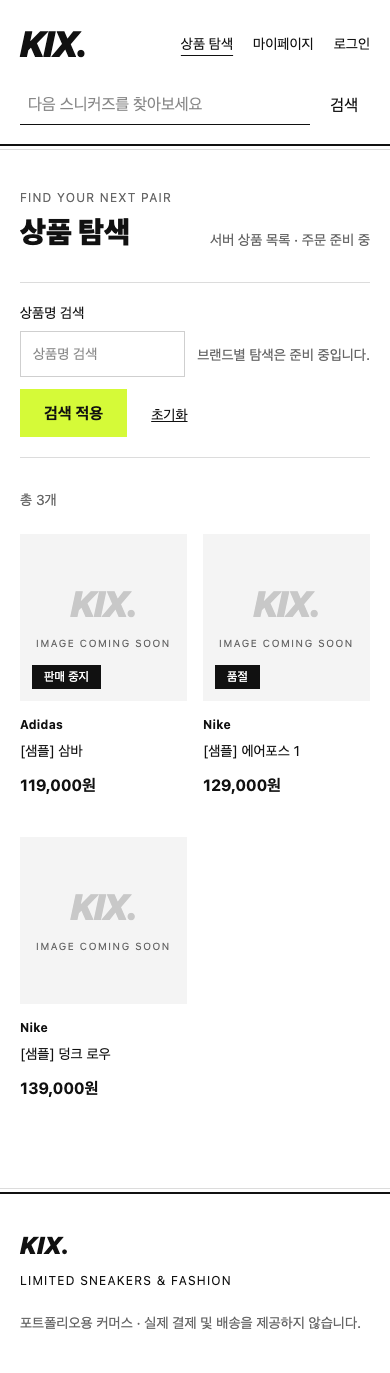 KIX.
상품 탐색 마이페이지 로그인
다음 스니커즈를 찾아보세요 검색
FIND YOUR NEXT PAIR
상품 탐색
서버 상품 목록 · 주문 준비 중
상품명 검색
상품명 검색
브랜드별 탐색은 준비 중입니다.
검색 적용 초기화
총 3개
KIX.
IMAGE COMING SOON
판매 중지
Adidas
[샘플] 삼바
119,000원
KIX.
IMAGE COMING SOON
품절
Nike
[샘플] 에어포스 1
129,000원
KIX.
IMAGE COMING SOON
Nike
[샘플] 덩크 로우
139,000원
KIX.
LIMITED SNEAKERS & FASHION
포트폴리오용 커머스 · 실제 결제 및 배송을 제공하지 않습니다.